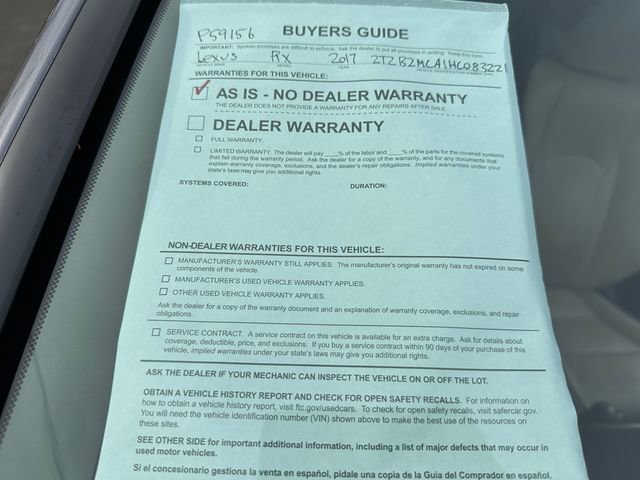 P59156 BUYERS GUIDE
IMPORTANT: Spoken promises are difficult to enforce. Ask the dealer to put all promises in writing. Keep this form.
Lexus RX 2017 2T2BZMCA1HC083221
VEHICLE MAKE MODEL YEAR VEHICLE IDENTIFICATION NUMBER (VIN)
WARRANTIES FOR THIS VEHICLE:
AS IS - NO DEALER WARRANTY
THE DEALER DOES NOT PROVIDE A WARRANTY FOR ANY REPAIRS AFTER SALE.
DEALER WARRANTY
FULL WARRANTY.
LIMITED WARRANTY. The dealer will pay ____% of the labor and ____% of the parts for the covered systems
that fail during the warranty period. Ask the dealer for a copy of the warranty, and for any documents that
explain warranty coverage, exclusions, and the dealer's repair obligations. Implied warranties under your
state's laws may give you additional rights.
SYSTEMS COVERED: DURATION:
NON-DEALER WARRANTIES FOR THIS VEHICLE:
MANUFACTURER'S WARRANTY STILL APPLIES. The manufacturer's original warranty has not expired on some
components of the vehicle.
MANUFACTURER'S USED VEHICLE WARRANTY APPLIES.
OTHER USED VEHICLE WARRANTY APPLIES.
Ask the dealer for a copy of the warranty document and an explanation of warranty coverage, exclusions, and repair
obligations.
SERVICE CONTRACT. A service contract on this vehicle is available for an extra charge. Ask for details about
coverage, deductible, price, and exclusions. If you buy a service contract within 90 days of your purchase of this
vehicle, implied warranties under your state's laws may give you additional rights.
ASK THE DEALER IF YOUR MECHANIC CAN INSPECT THE VEHICLE ON OR OFF THE LOT.
OBTAIN A VEHICLE HISTORY REPORT AND CHECK FOR OPEN SAFETY RECALLS. For information on
how to obtain a vehicle history report, visit ftc.gov/usedcars. To check for open safety recalls, visit safercar.gov.
You will need the vehicle identification number (VIN) shown above to make the best use of the resources on
these sites.
SEE OTHER SIDE for important additional information, including a list of major defects that may occur in
used motor vehicles.
Si el concesionario gestiona la venta en español, pídale una copia de la Guía del Comprador en español.